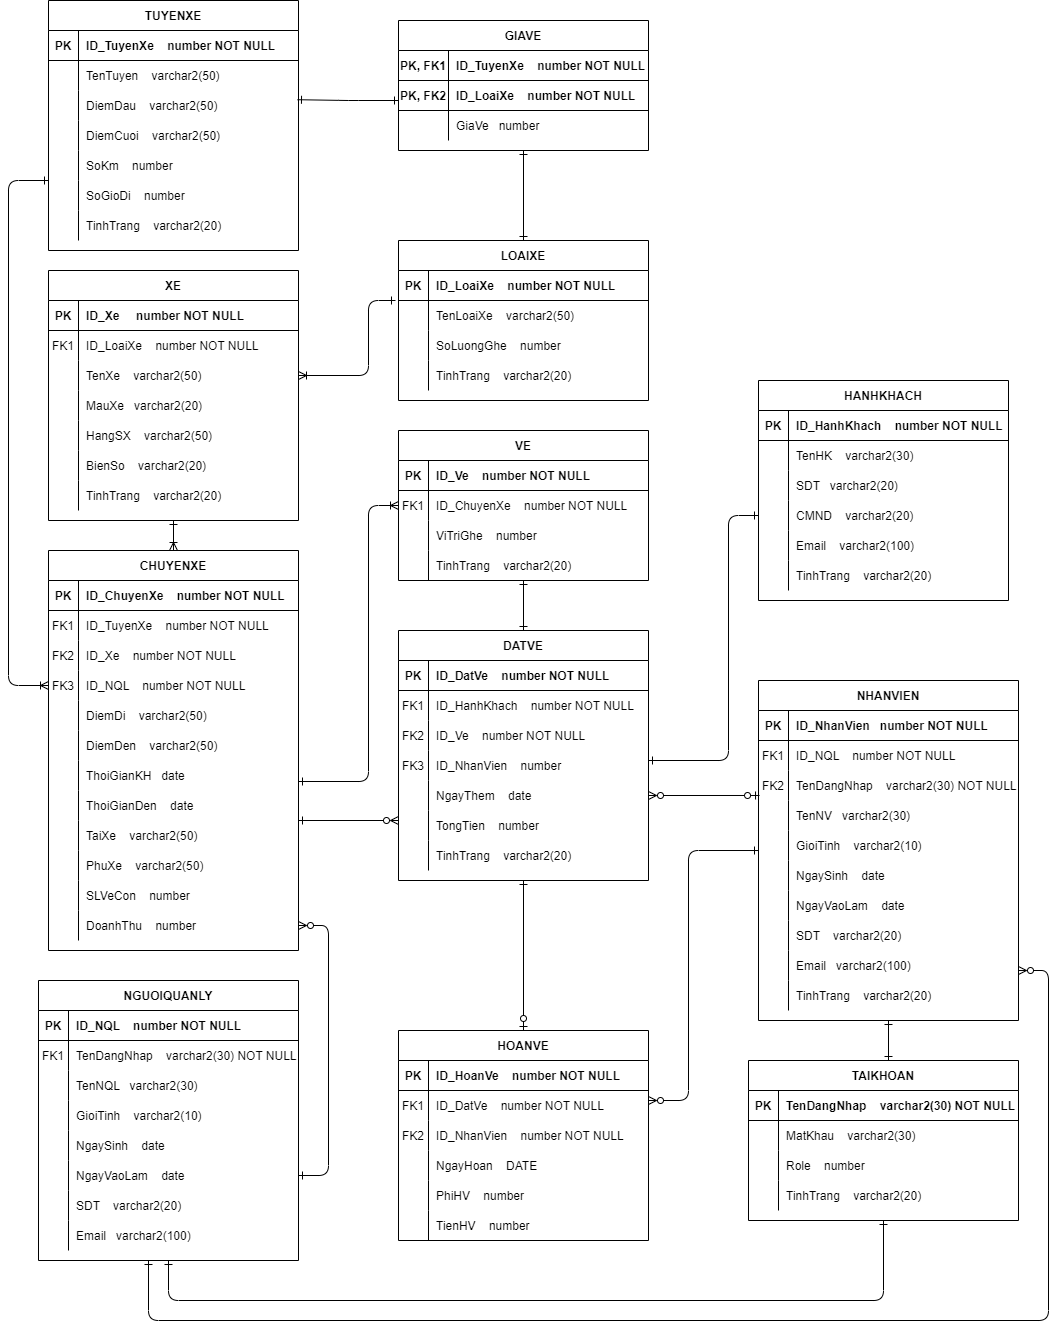 TUYENXE
PK ID_TuyenXe number NOT NULL
TenTuyen varchar2(50)
DiemDau varchar2(50)
DiemCuoi varchar2(50)
SoKm number
SoGioDi number
TinhTrang varchar2(20)
GIAVE
PK, FK1 ID_TuyenXe number NOT NULL
PK, FK2 ID_LoaiXe number NOT NULL
GiaVe number
XE
PK ID_Xe number NOT NULL
FK1 ID_LoaiXe number NOT NULL
TenXe varchar2(50)
MauXe varchar2(20)
HangSX varchar2(50)
BienSo varchar2(20)
TinhTrang varchar2(20)
LOAIXE
PK ID_LoaiXe number NOT NULL
TenLoaiXe varchar2(50)
SoLuongGhe number
TinhTrang varchar2(20)
HANHKHACH
PK ID_HanhKhach number NOT NULL
TenHK varchar2(30)
SDT varchar2(20)
CMND varchar2(20)
Email varchar2(100)
TinhTrang varchar2(20)
VE
PK ID_Ve number NOT NULL
FK1 ID_ChuyenXe number NOT NULL
ViTriGhe number
TinhTrang varchar2(20)
CHUYENXE
PK ID_ChuyenXe number NOT NULL
FK1 ID_TuyenXe number NOT NULL
FK2 ID_Xe number NOT NULL
FK3 ID_NQL number NOT NULL
DiemDi varchar2(50)
DiemDen varchar2(50)
ThoiGianKH date
ThoiGianDen date
TaiXe varchar2(50)
PhuXe varchar2(50)
SLVeCon number
DoanhThu number
DATVE
PK ID_DatVe number NOT NULL
FK1 ID_HanhKhach number NOT NULL
FK2 ID_Ve number NOT NULL
FK3 ID_NhanVien number
NgayThem date
TongTien number
TinhTrang varchar2(20)
NHANVIEN
PK ID_NhanVien number NOT NULL
FK1 ID_NQL number NOT NULL
FK2 TenDangNhap varchar2(30) NOT NULL
TenNV varchar2(30)
GioiTinh varchar2(10)
NgaySinh date
NgayVaoLam date
SDT varchar2(20)
Email varchar2(100)
TinhTrang varchar2(20)
NGUOIQUANLY
PK ID_NQL number NOT NULL
FK1 TenDangNhap varchar2(30) NOT NULL
TenNQL varchar2(30)
GioiTinh varchar2(10)
NgaySinh date
NgayVaoLam date
SDT varchar2(20)
Email varchar2(100)
HOANVE
PK ID_HoanVe number NOT NULL
FK1 ID_DatVe number NOT NULL
FK2 ID_NhanVien number NOT NULL
NgayHoan DATE
PhiHV number
TienHV number
TAIKHOAN
PK TenDangNhap varchar2(30) NOT NULL
MatKhau varchar2(30)
Role number
TinhTrang varchar2(20)